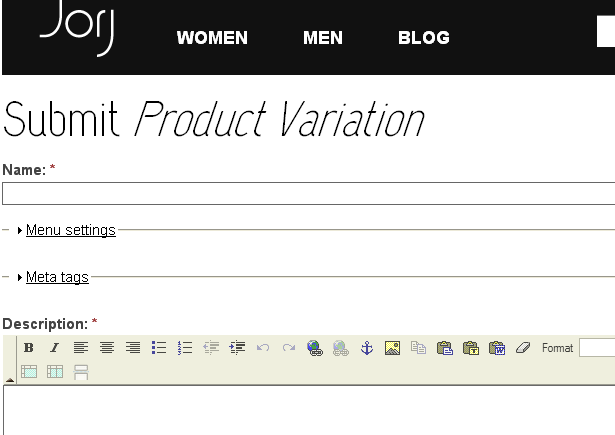 Jorj
WOMEN MEN BLOG
Submit Product Variation
Name: *
Menu settings
Meta tags
Description: *
B I Format